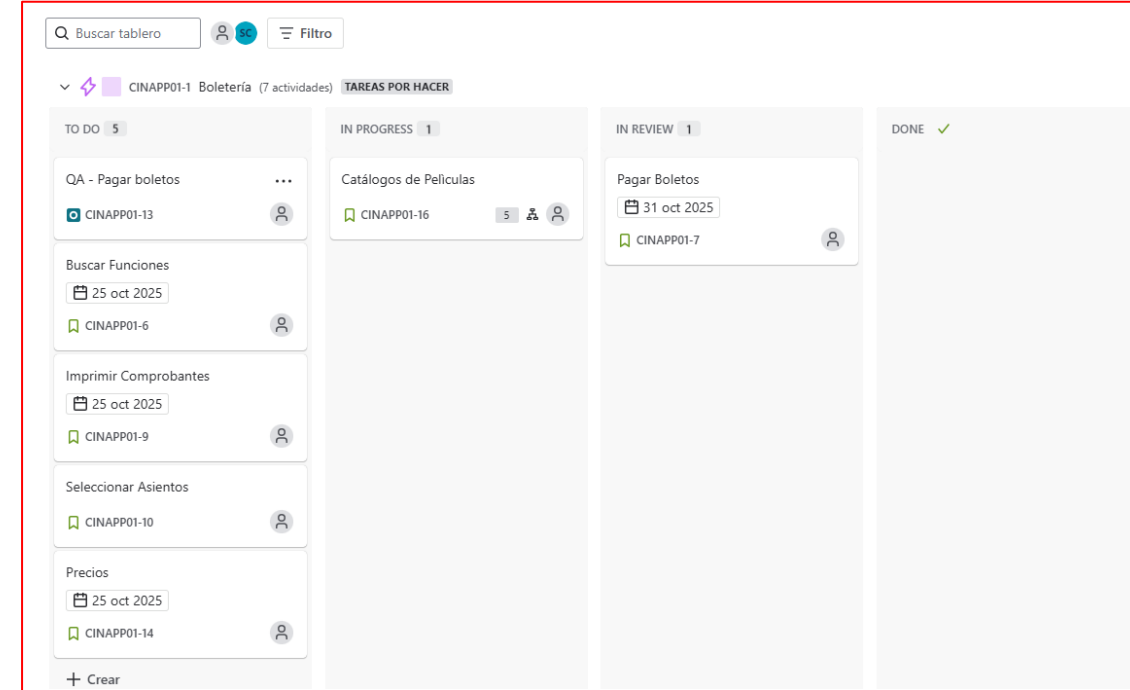 Buscar tablero SC Filtro
CINAPP01-1 Boletería (7 actividades) TAREAS POR HACER
TO DO 5
QA - Pagar boletos
CINAPP01-13
Buscar Funciones
25 oct 2025
CINAPP01-6
Imprimir Comprobantes
25 oct 2025
CINAPP01-9
Seleccionar Asientos
CINAPP01-10
Precios
25 oct 2025
CINAPP01-14
+ Crear
IN PROGRESS 1
Catálogos de Películas
CINAPP01-16 5
IN REVIEW 1
Pagar Boletos
31 oct 2025
CINAPP01-7
DONE